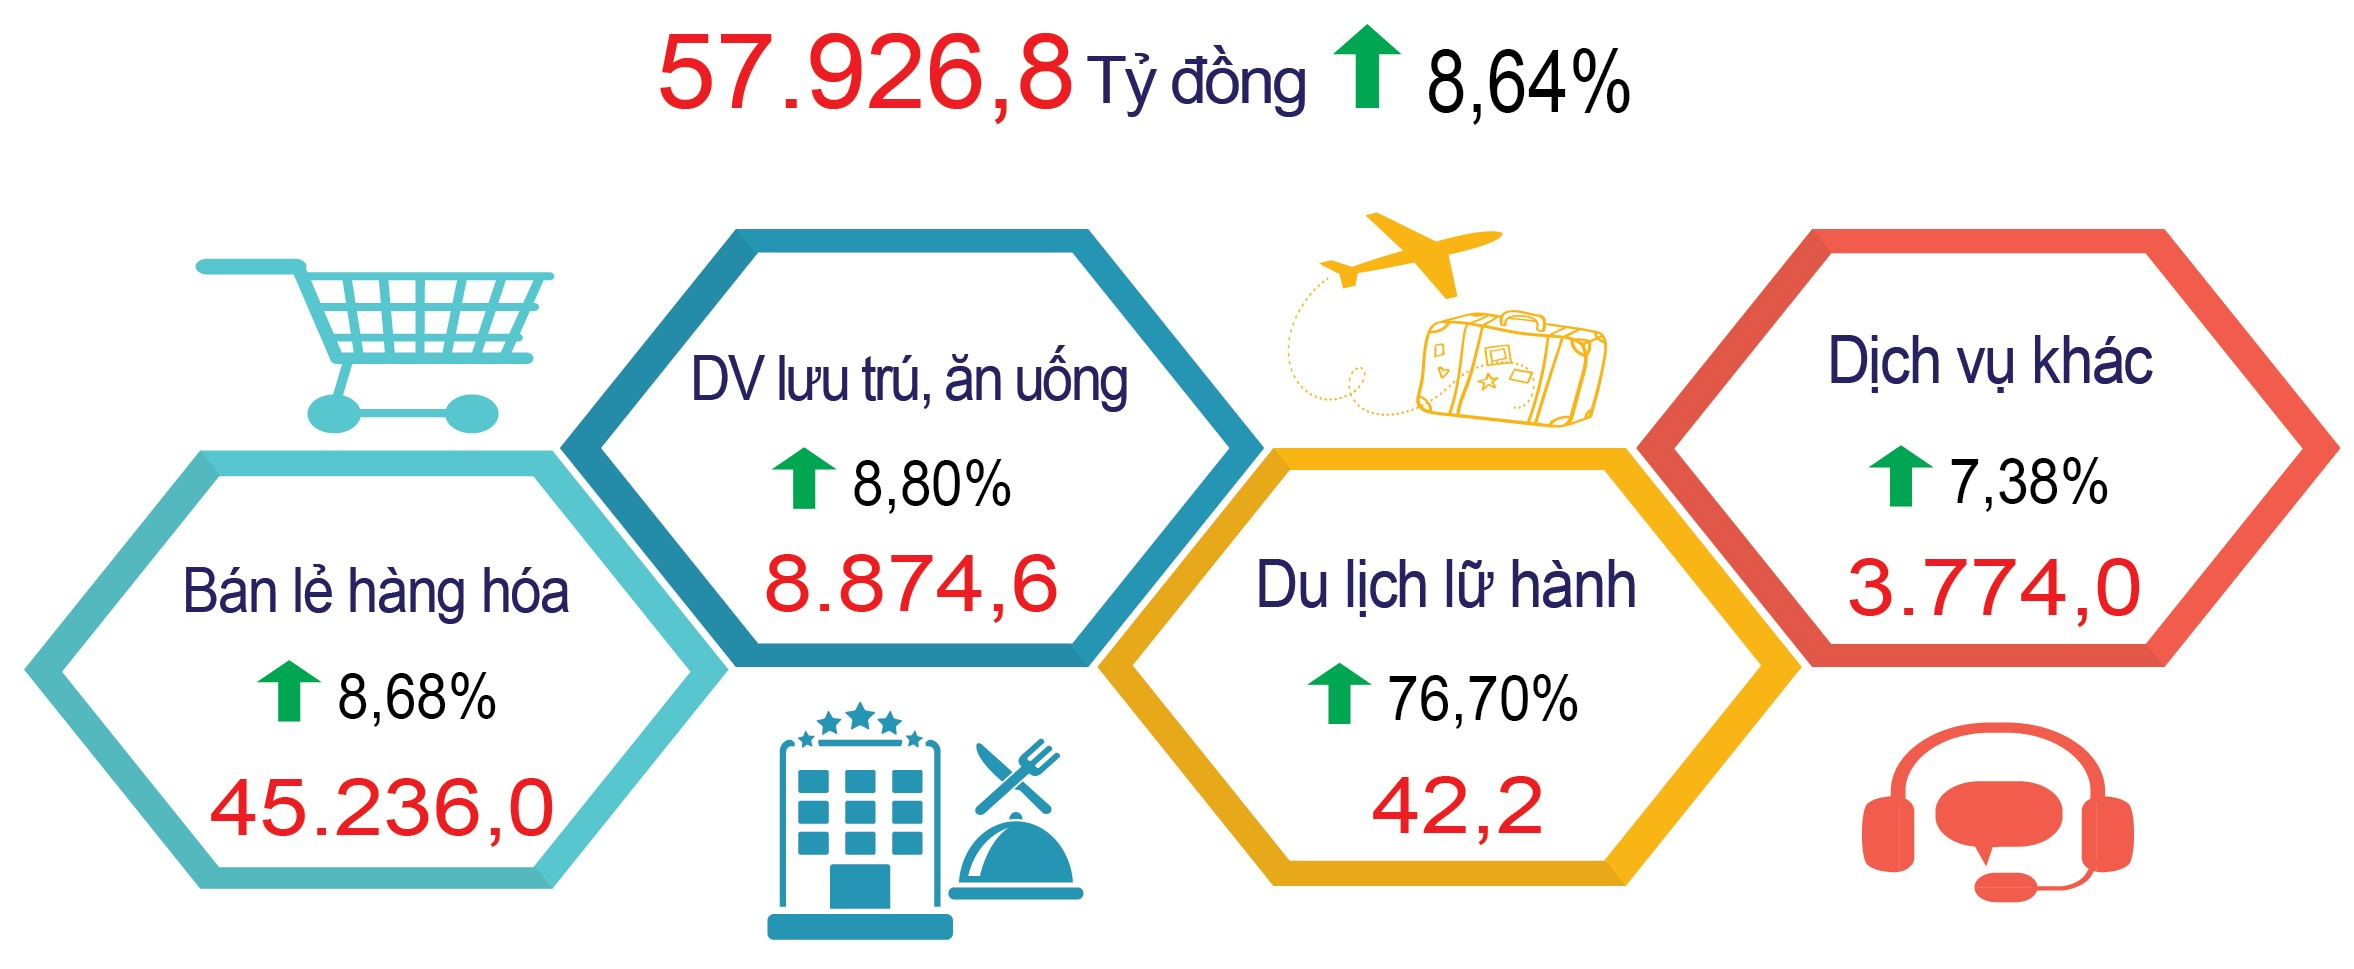 57.926,8 Tỷ đồng 8,64%
Bán lẻ hàng hóa
8,68%
45.236,0
DV lưu trú, ăn uống
8,80%
8.874,6
Du lịch lữ hành
76,70%
42,2
Dịch vụ khác
7,38%
3.774,0